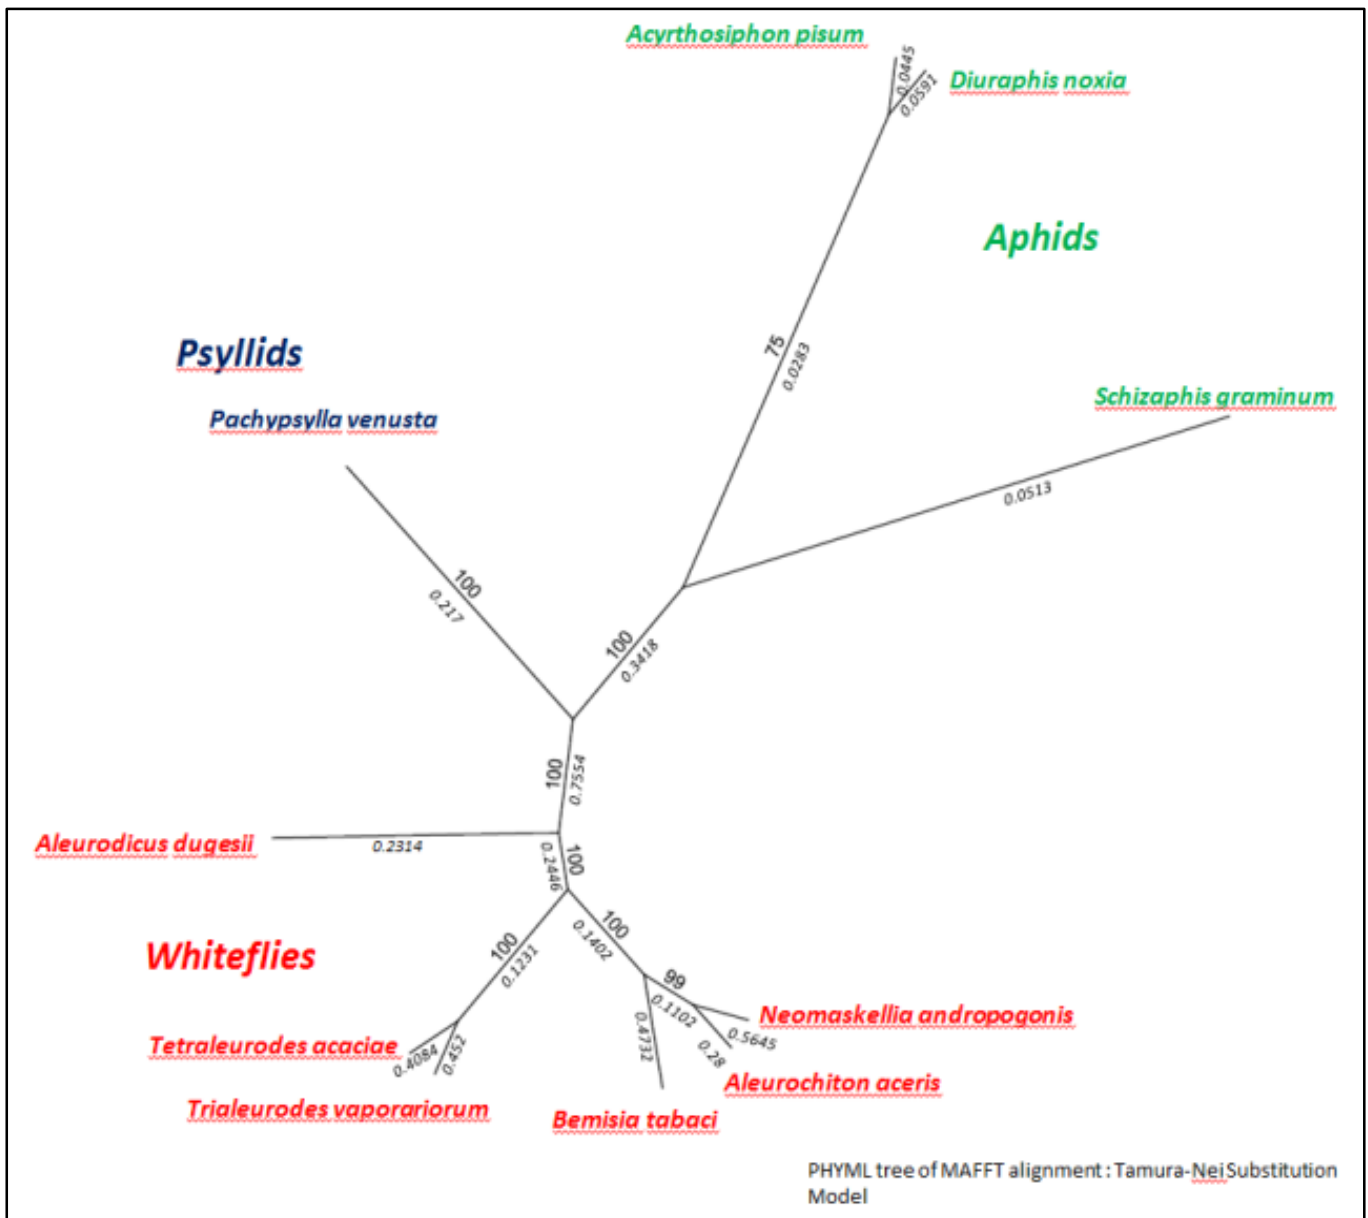 Acyrthosiphon pisum
0.0445
0.0591
Diuraphis noxia
Aphids
75
0.0283
Psyllids
Pachypsylla venusta
Schizaphis graminum
0.0513
100
0.217
100
0.3418
100
0.7554
Aleurodicus dugesii
0.2314
100
0.2446
Whiteflies
100
0.1231
100
0.1402
99
0.1102
Neomaskellia andropogonis
0.5645
0.28
0.4732
Tetraleurodes acaciae
0.4084
0.452
Aleurochiton aceris
Trialeurodes vaporariorum
Bemisia tabaci
PHYML tree of MAFFT alignment : Tamura-Nei Substitution
Model